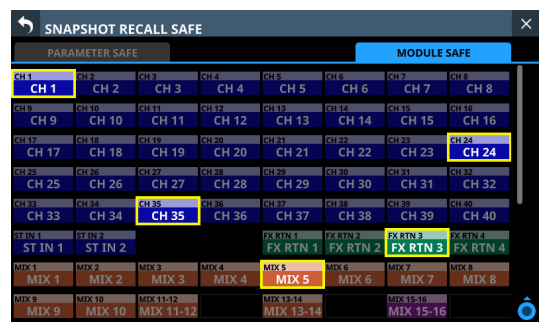 SNAPSHOT RECALL SAFE
PARAMETER SAFE MODULE SAFE
CH 1 CH 2 CH 3 CH 4 CH 5 CH 6 CH 7 CH 8
CH 1 CH 2 CH 3 CH 4 CH 5 CH 6 CH 7 CH 8
CH 9 CH 10 CH 11 CH 12 CH 13 CH 14 CH 15 CH 16
CH 9 CH 10 CH 11 CH 12 CH 13 CH 14 CH 15 CH 16
CH 17 CH 18 CH 19 CH 20 CH 21 CH 22 CH 23 CH 24
CH 17 CH 18 CH 19 CH 20 CH 21 CH 22 CH 23 CH 24
CH 25 CH 26 CH 27 CH 28 CH 29 CH 30 CH 31 CH 32
CH 25 CH 26 CH 27 CH 28 CH 29 CH 30 CH 31 CH 32
CH 33 CH 34 CH 35 CH 36 CH 37 CH 38 CH 39 CH 40
CH 33 CH 34 CH 35 CH 36 CH 37 CH 38 CH 39 CH 40
ST IN 1 ST IN 2 FX RTN 1 FX RTN 2 FX RTN 3 FX RTN 4
ST IN 1 ST IN 2 FX RTN 1 FX RTN 2 FX RTN 3 FX RTN 4
MIX 1 MIX 2 MIX 3 MIX 4 MIX 5 MIX 6 MIX 7 MIX 8
MIX 1 MIX 2 MIX 3 MIX 4 MIX 5 MIX 6 MIX 7 MIX 8
MIX 9 MIX 10 MIX 11-12 MIX 13-14 MIX 15-16
MIX 9 MIX 10 MIX 11-12 MIX 13-14 MIX 15-16